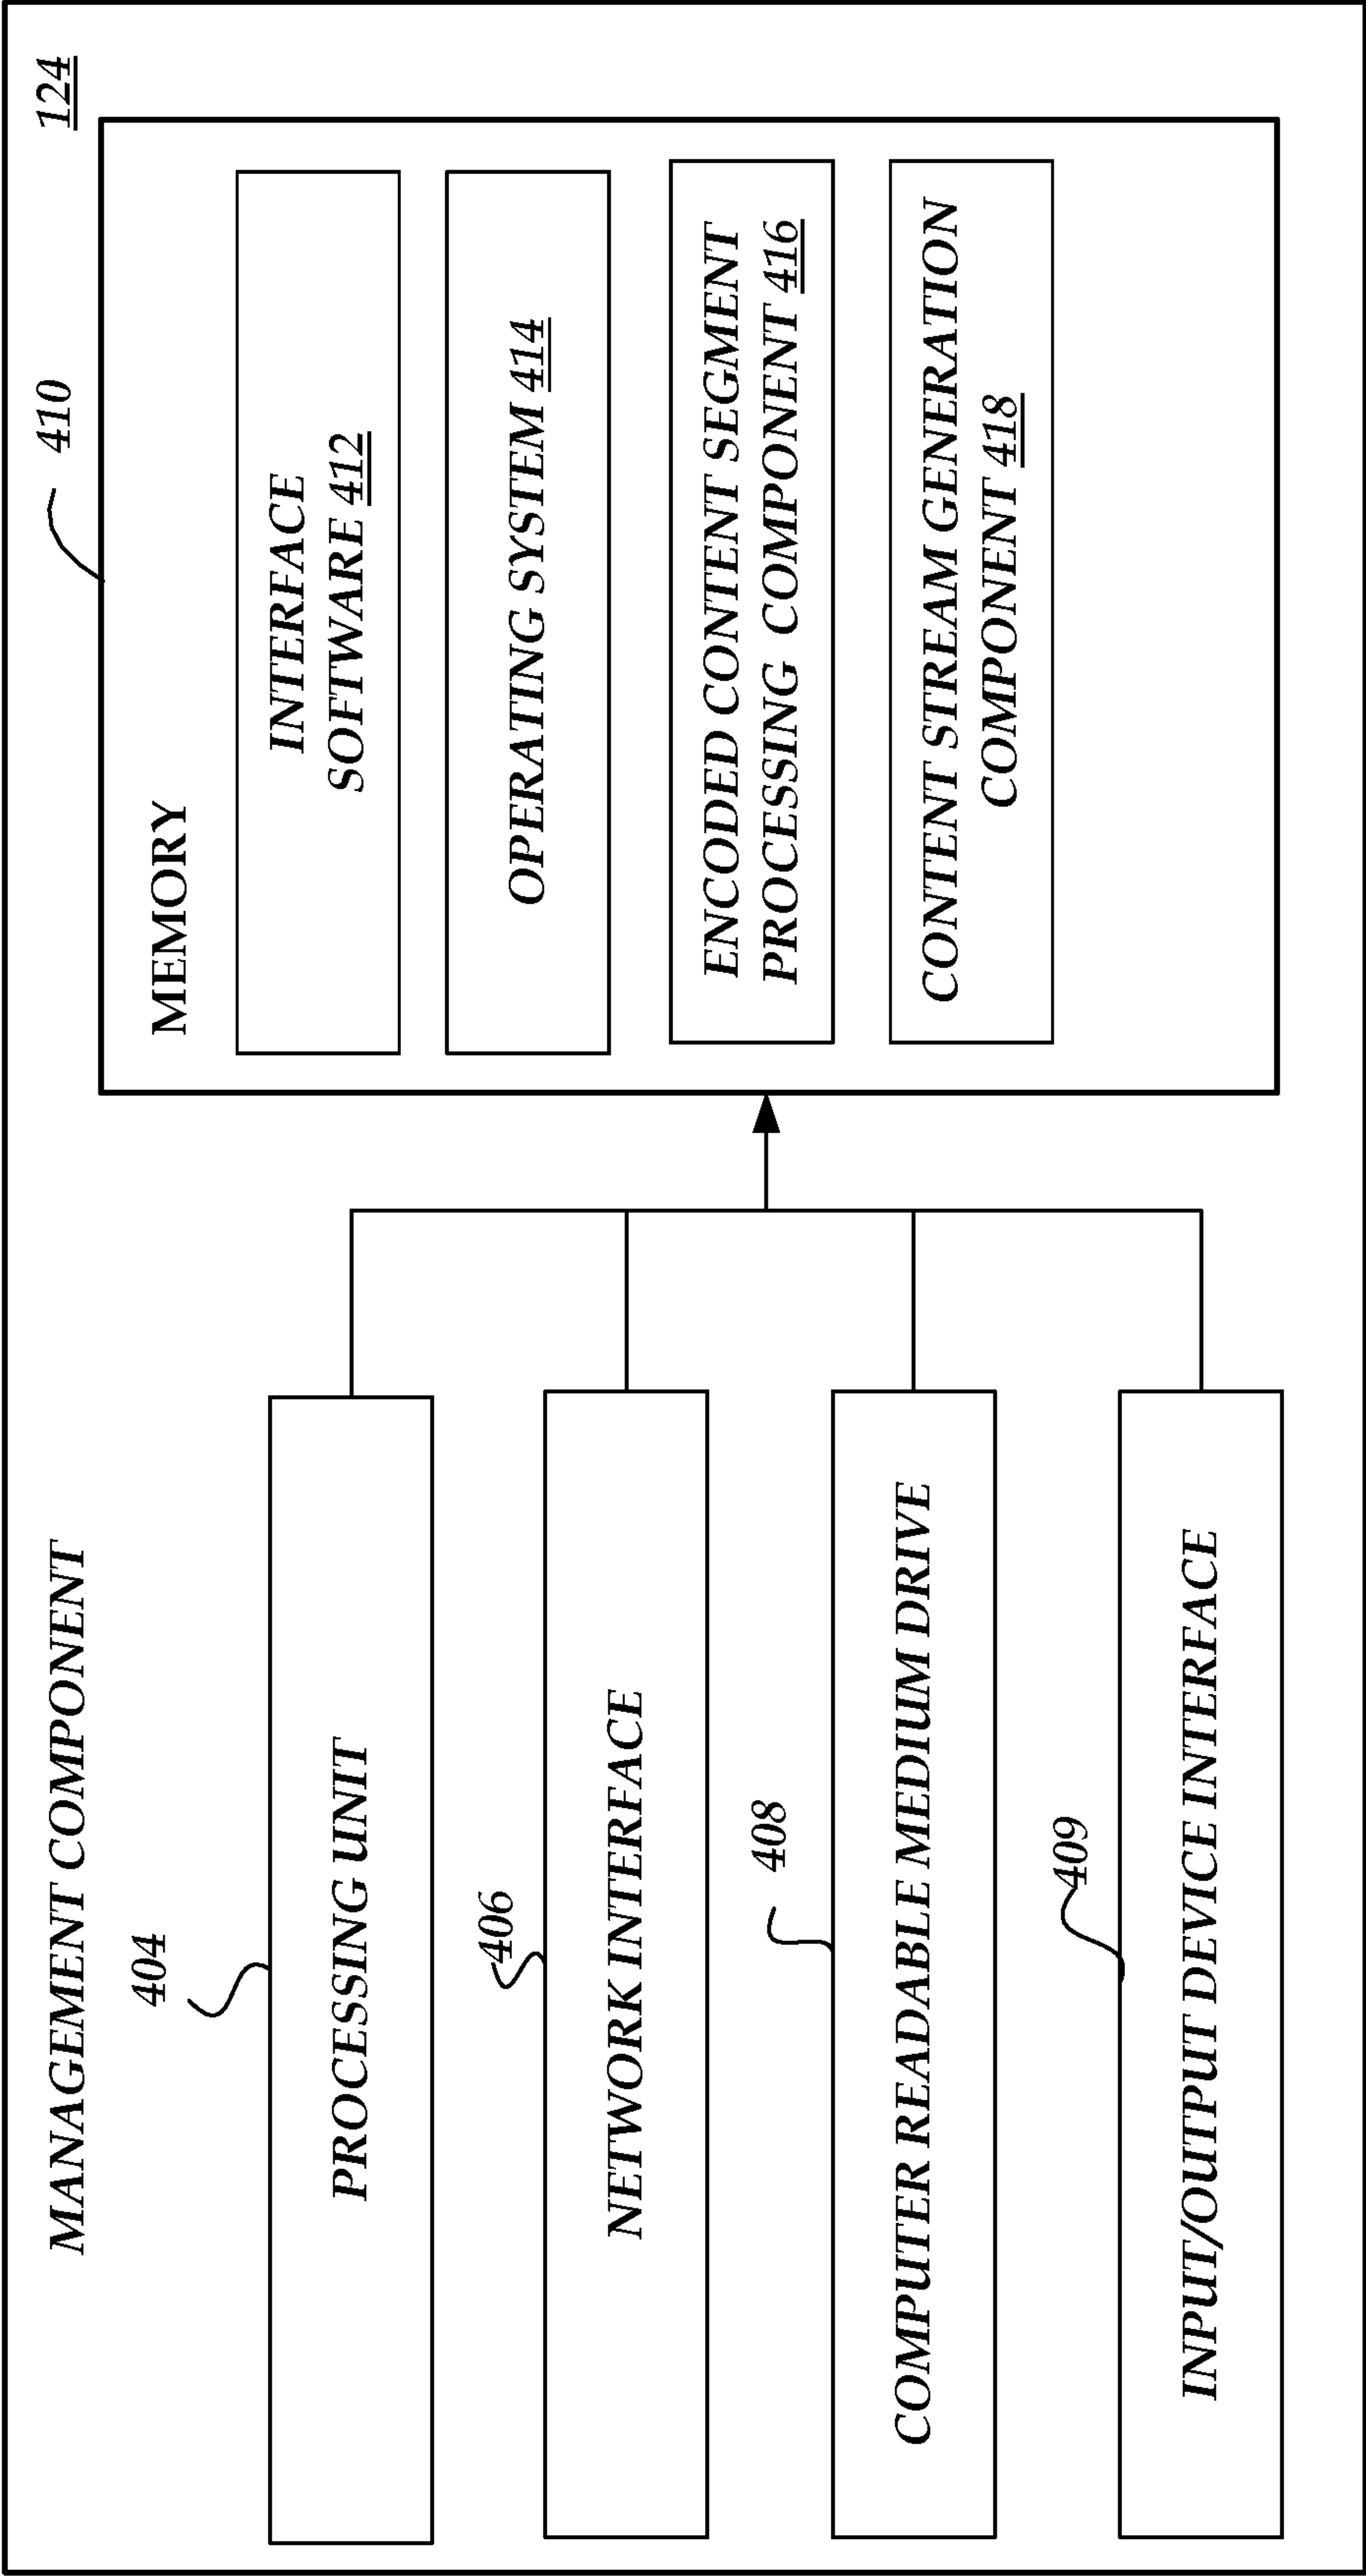 MANAGEMENT COMPONENT
124
404
PROCESSING UNIT
406
NETWORK INTERFACE
408
COMPUTER READABLE MEDIUM DRIVE
409
INPUT/OUTPUT DEVICE INTERFACE
410
MEMORY
INTERFACE
SOFTWARE 412
OPERATING SYSTEM 414
ENCODED CONTENT SEGMENT
PROCESSING COMPONENT 416
CONTENT STREAM GENERATION
COMPONENT 418